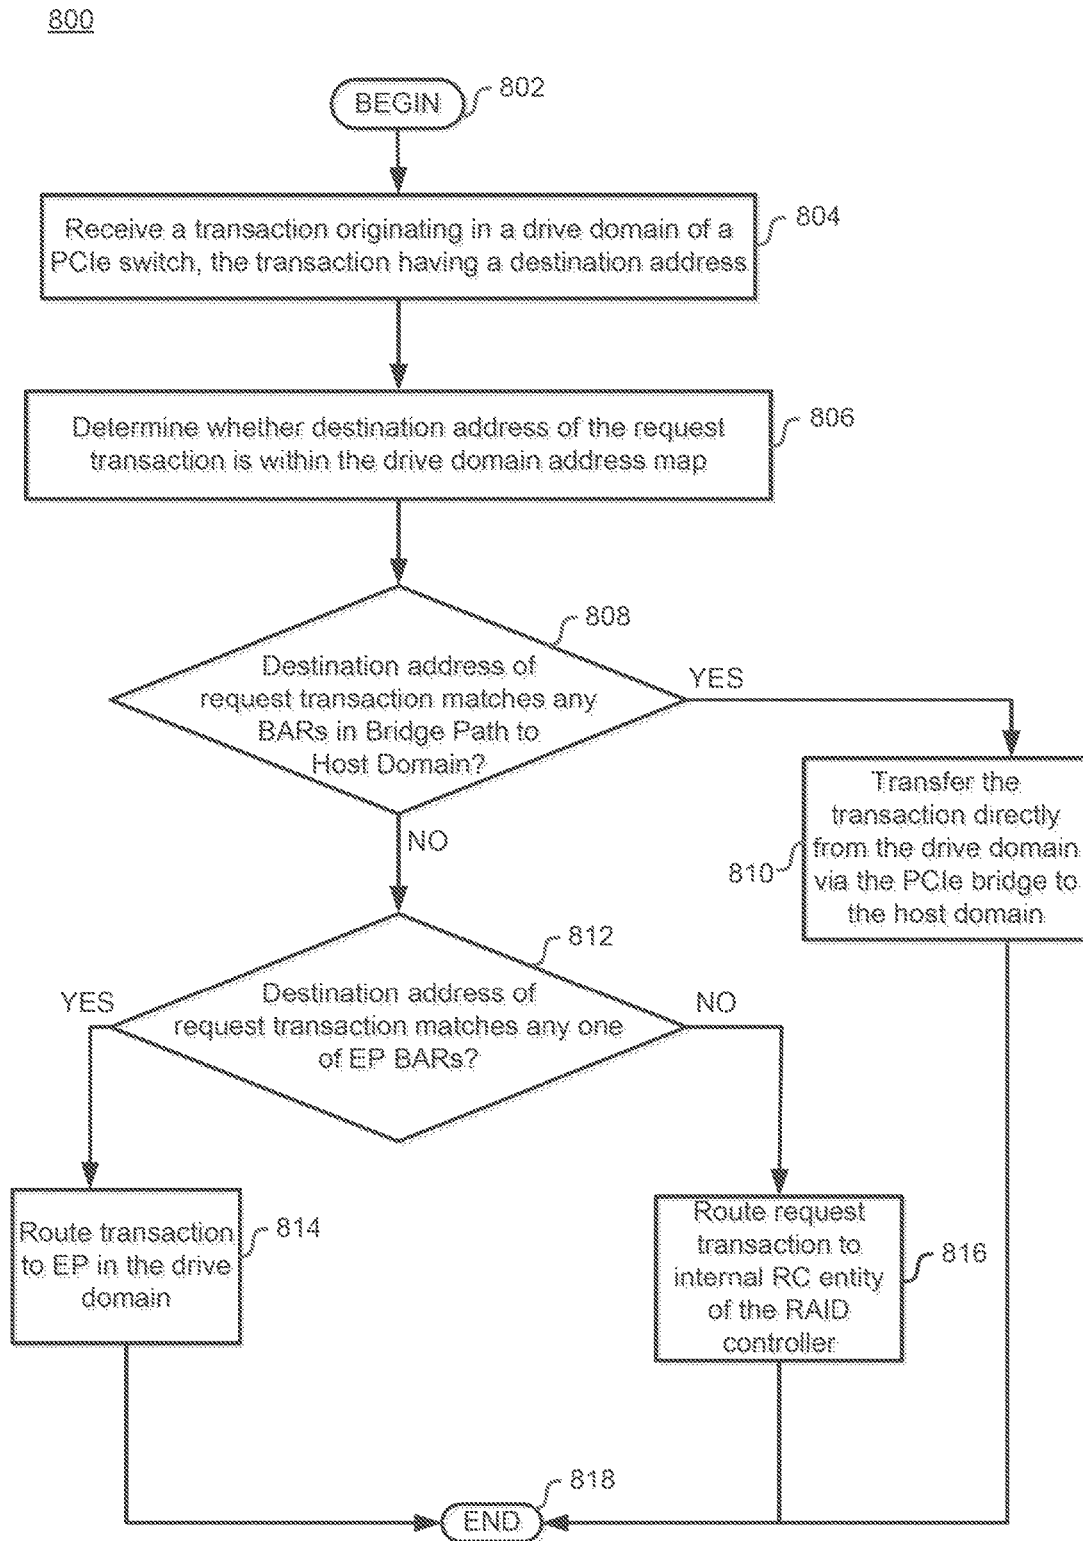 800
BEGIN
802
Receive a transaction originating in a drive domain of a
PCIe switch, the transaction having a destination address
804
Determine whether destination address of the request
transaction is within the drive domain address map
806
Destination address of
request transaction matches any
BARs in Bridge Path to
Host Domain?
808
YES
NO
Transfer the
transaction directly
from the drive domain
via the PCIe bridge to
the host domain
810
Destination address of
request transaction matches any one
of EP BARs?
812
YES
NO
Route transaction
to EP in the drive
domain
814
Route request
transaction to
internal RC entity
of the RAID
controller
816
END
818